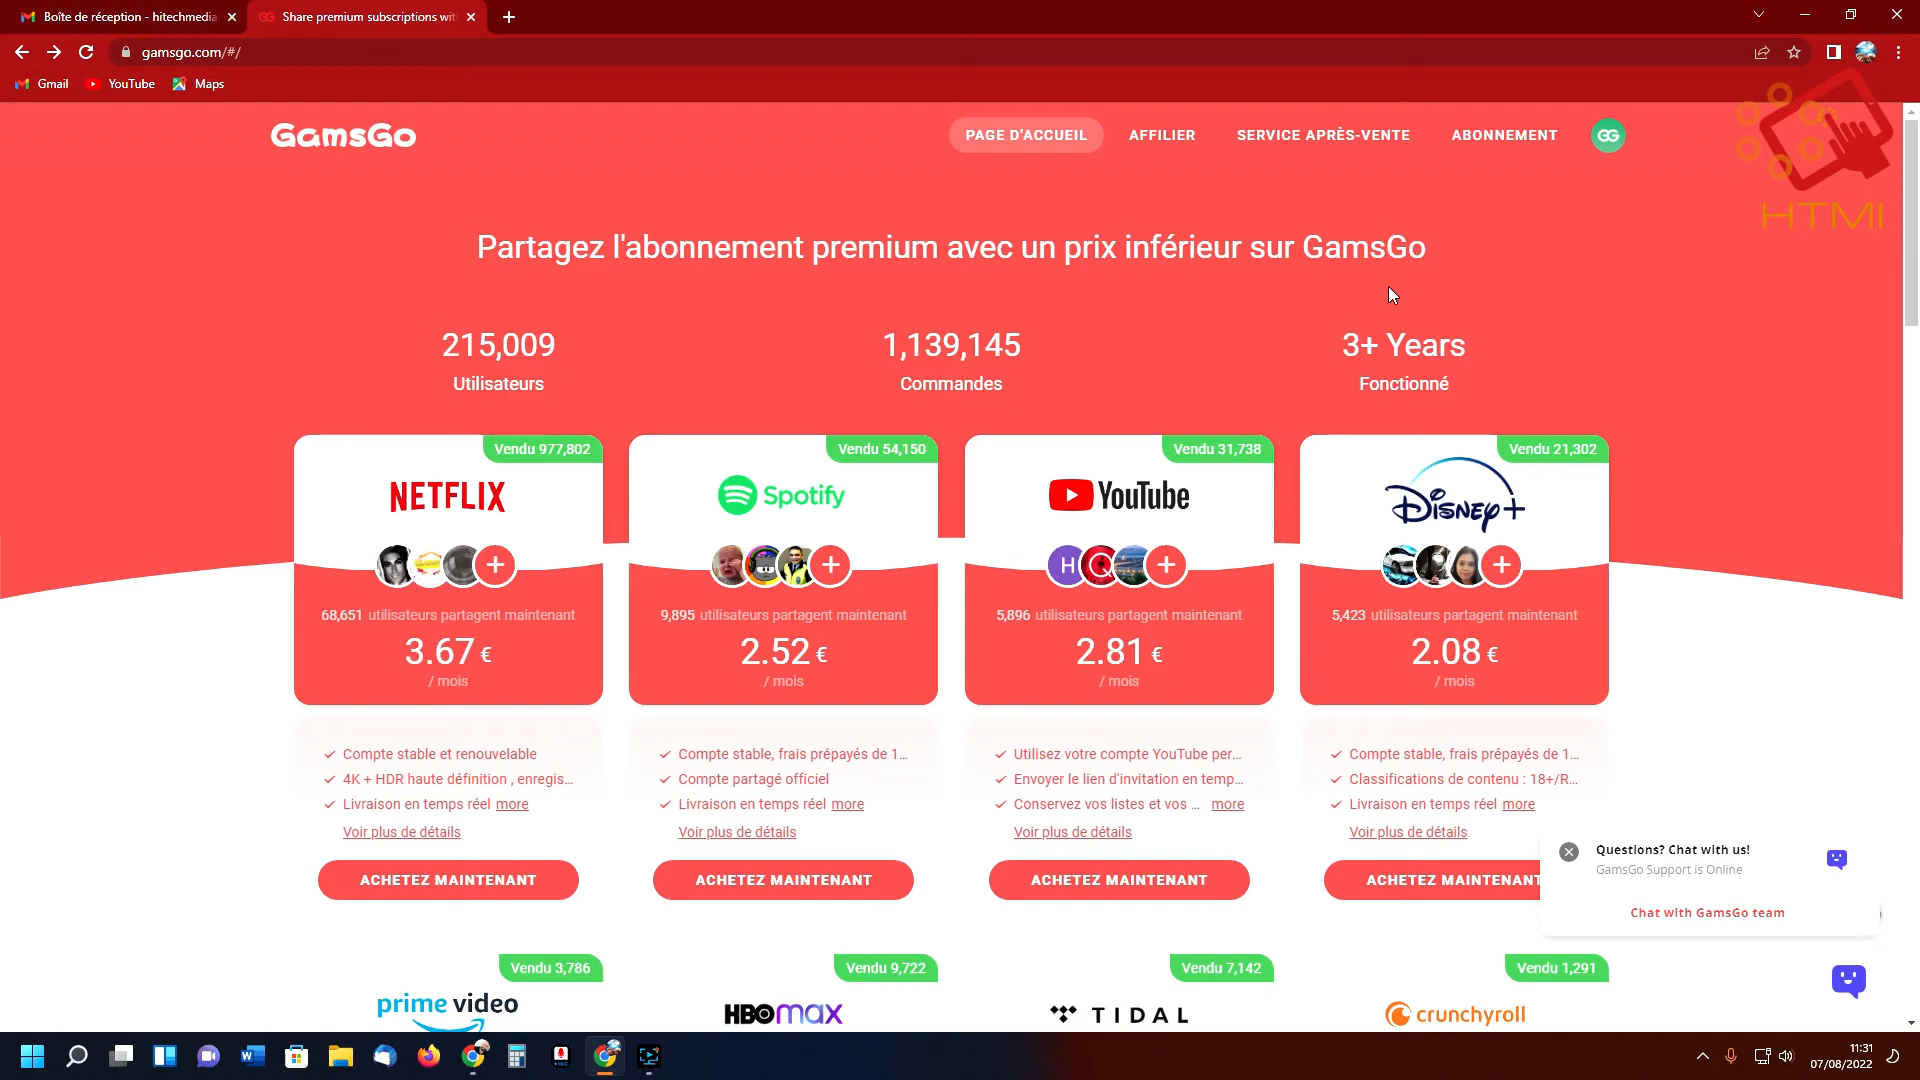 Boîte de réception - hitechmedia
Share premium subscriptions wit
gamsgo.com/#/
Gmail
YouTube
Maps
HTMI
GamsGo
PAGE D'ACCUEIL
AFFILIER
SERVICE APRÈS-VENTE
ABONNEMENT
GG
Partagez l'abonnement premium avec un prix inférieur sur GamsGo
215,009
Utilisateurs
1,139,145
Commandes
3+ Years
Fonctionné
Vendu 977,802
NETFLIX
68,651 utilisateurs partagent maintenant
3.67 €
/ mois
Compte stable et renouvelable
4K + HDR haute définition , enregis...
Livraison en temps réel more
Voir plus de détails
ACHETEZ MAINTENANT
Vendu 54,150
Spotify
9,895 utilisateurs partagent maintenant
2.52 €
/ mois
Compte stable, frais prépayés de 1...
Compte partagé officiel
Livraison en temps réel more
Voir plus de détails
ACHETEZ MAINTENANT
Vendu 31,738
YouTube
H
5,896 utilisateurs partagent maintenant
2.81 €
/ mois
Utilisez votre compte YouTube per...
Envoyer le lien d'invitation en temp...
Conservez vos listes et vos ... more
Voir plus de détails
ACHETEZ MAINTENANT
Vendu 21,302
Disney+
5,423 utilisateurs partagent maintenant
2.08 €
/ mois
Compte stable, frais prépayés de 1...
Classifications de contenu : 18+/R...
Livraison en temps réel more
Voir plus de détails
ACHETEZ MAINTENANT
Questions? Chat with us!
GamsGo Support is Online
Chat with GamsGo team
Vendu 3,786
prime video
Vendu 9,722
HBOmax
Vendu 7,142
TIDAL
Vendu 1,291
crunchyroll
11:31
07/08/2022